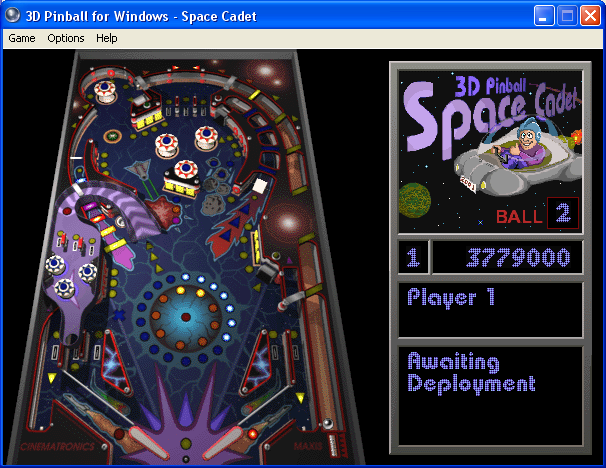 3D Pinball for Windows - Space Cadet
Game Options Help
3D Pinball
Space Cadet
BALL 2
1 3779000
Player 1
Awaiting
Deployment
CINEMATRONICS
MAXIS